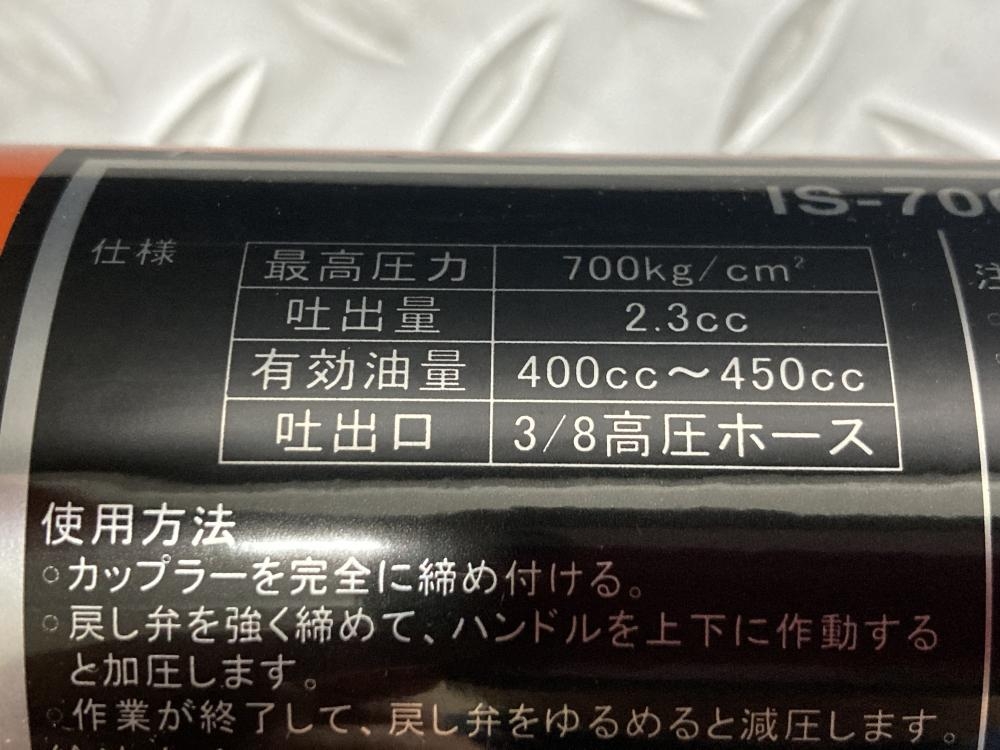 IS-700
仕様
最高圧力 700kg/cm²
吐出量 2.3cc
有効油量 400cc〜450cc
吐出口 3/8高圧ホース
注
使用方法
○カップラーを完全に締め付ける。
○戻し弁を強く締めて、ハンドルを上下に作動する
と加圧します。
○作業が終了して、戻し弁をゆるめると減圧します。